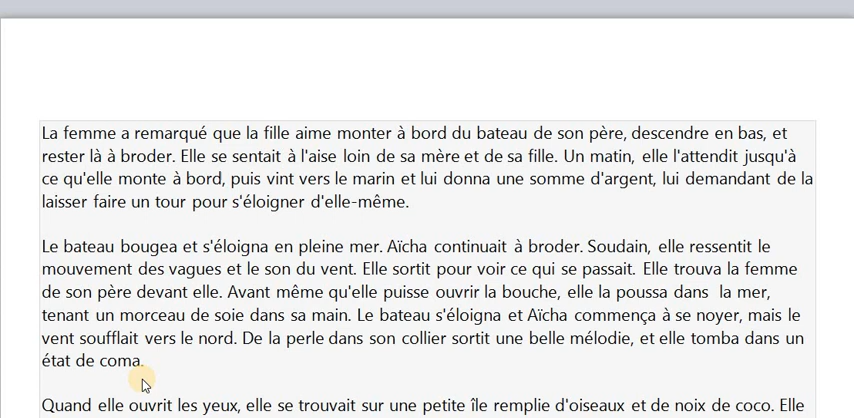 La femme a remarqué que la fille aime monter à bord du bateau de son père, descendre en bas, et
rester là à broder. Elle se sentait à l'aise loin de sa mère et de sa fille. Un matin, elle l'attendit jusqu'à
ce qu'elle monte à bord, puis vint vers le marin et lui donna une somme d'argent, lui demandant de la
laisser faire un tour pour s'éloigner d'elle-même.
Le bateau bougea et s'éloigna en pleine mer. Aïcha continuait à broder. Soudain, elle ressentit le
mouvement des vagues et le son du vent. Elle sortit pour voir ce qui se passait. Elle trouva la femme
de son père devant elle. Avant même qu'elle puisse ouvrir la bouche, elle la poussa dans la mer,
tenant un morceau de soie dans sa main. Le bateau s'éloigna et Aïcha commença à se noyer, mais le
vent soufflait vers le nord. De la perle dans son collier sortit une belle mélodie, et elle tomba dans un
état de coma.
Quand elle ouvrit les yeux, elle se trouvait sur une petite île remplie d'oiseaux et de noix de coco. Elle